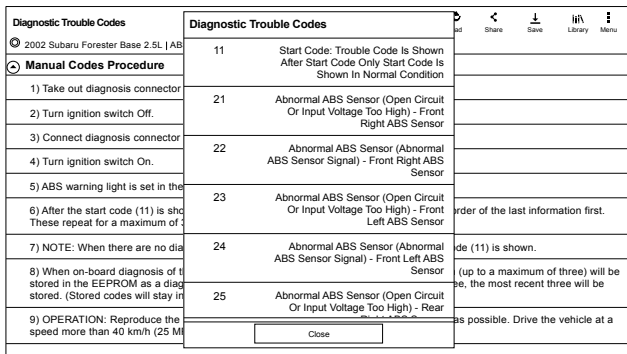 Diagnostic Trouble Codes
2002 Subaru Forester Base 2.5L | AB
ad
Share
Save
Library
Menu
Manual Codes Procedure
1) Take out diagnosis connector
2) Turn ignition switch Off.
3) Connect diagnosis connector
4) Turn ignition switch On.
5) ABS warning light is set in the
6) After the start code (11) is sho
order of the last information first.
These repeat for a maximum of
7) NOTE: When there are no dia
de (11) is shown.
8) When on-board diagnosis of t
(up to a maximum of three) will be
stored in the EEPROM as a diag
ee, the most recent three will be
stored. (Stored codes will stay in
9) OPERATION: Reproduce the
as possible. Drive the vehicle at a
speed more than 40 km/h (25 MI
Diagnostic Trouble Codes
11 Start Code: Trouble Code Is Shown
After Start Code Only Start Code Is
Shown In Normal Condition
21 Abnormal ABS Sensor (Open Circuit
Or Input Voltage Too High) - Front
Right ABS Sensor
22 Abnormal ABS Sensor (Abnormal
ABS Sensor Signal) - Front Right ABS
Sensor
23 Abnormal ABS Sensor (Open Circuit
Or Input Voltage Too High) - Front
Left ABS Sensor
24 Abnormal ABS Sensor (Abnormal
ABS Sensor Signal) - Front Left ABS
Sensor
25 Abnormal ABS Sensor (Open Circuit
Or Input Voltage Too High) - Rear
Close